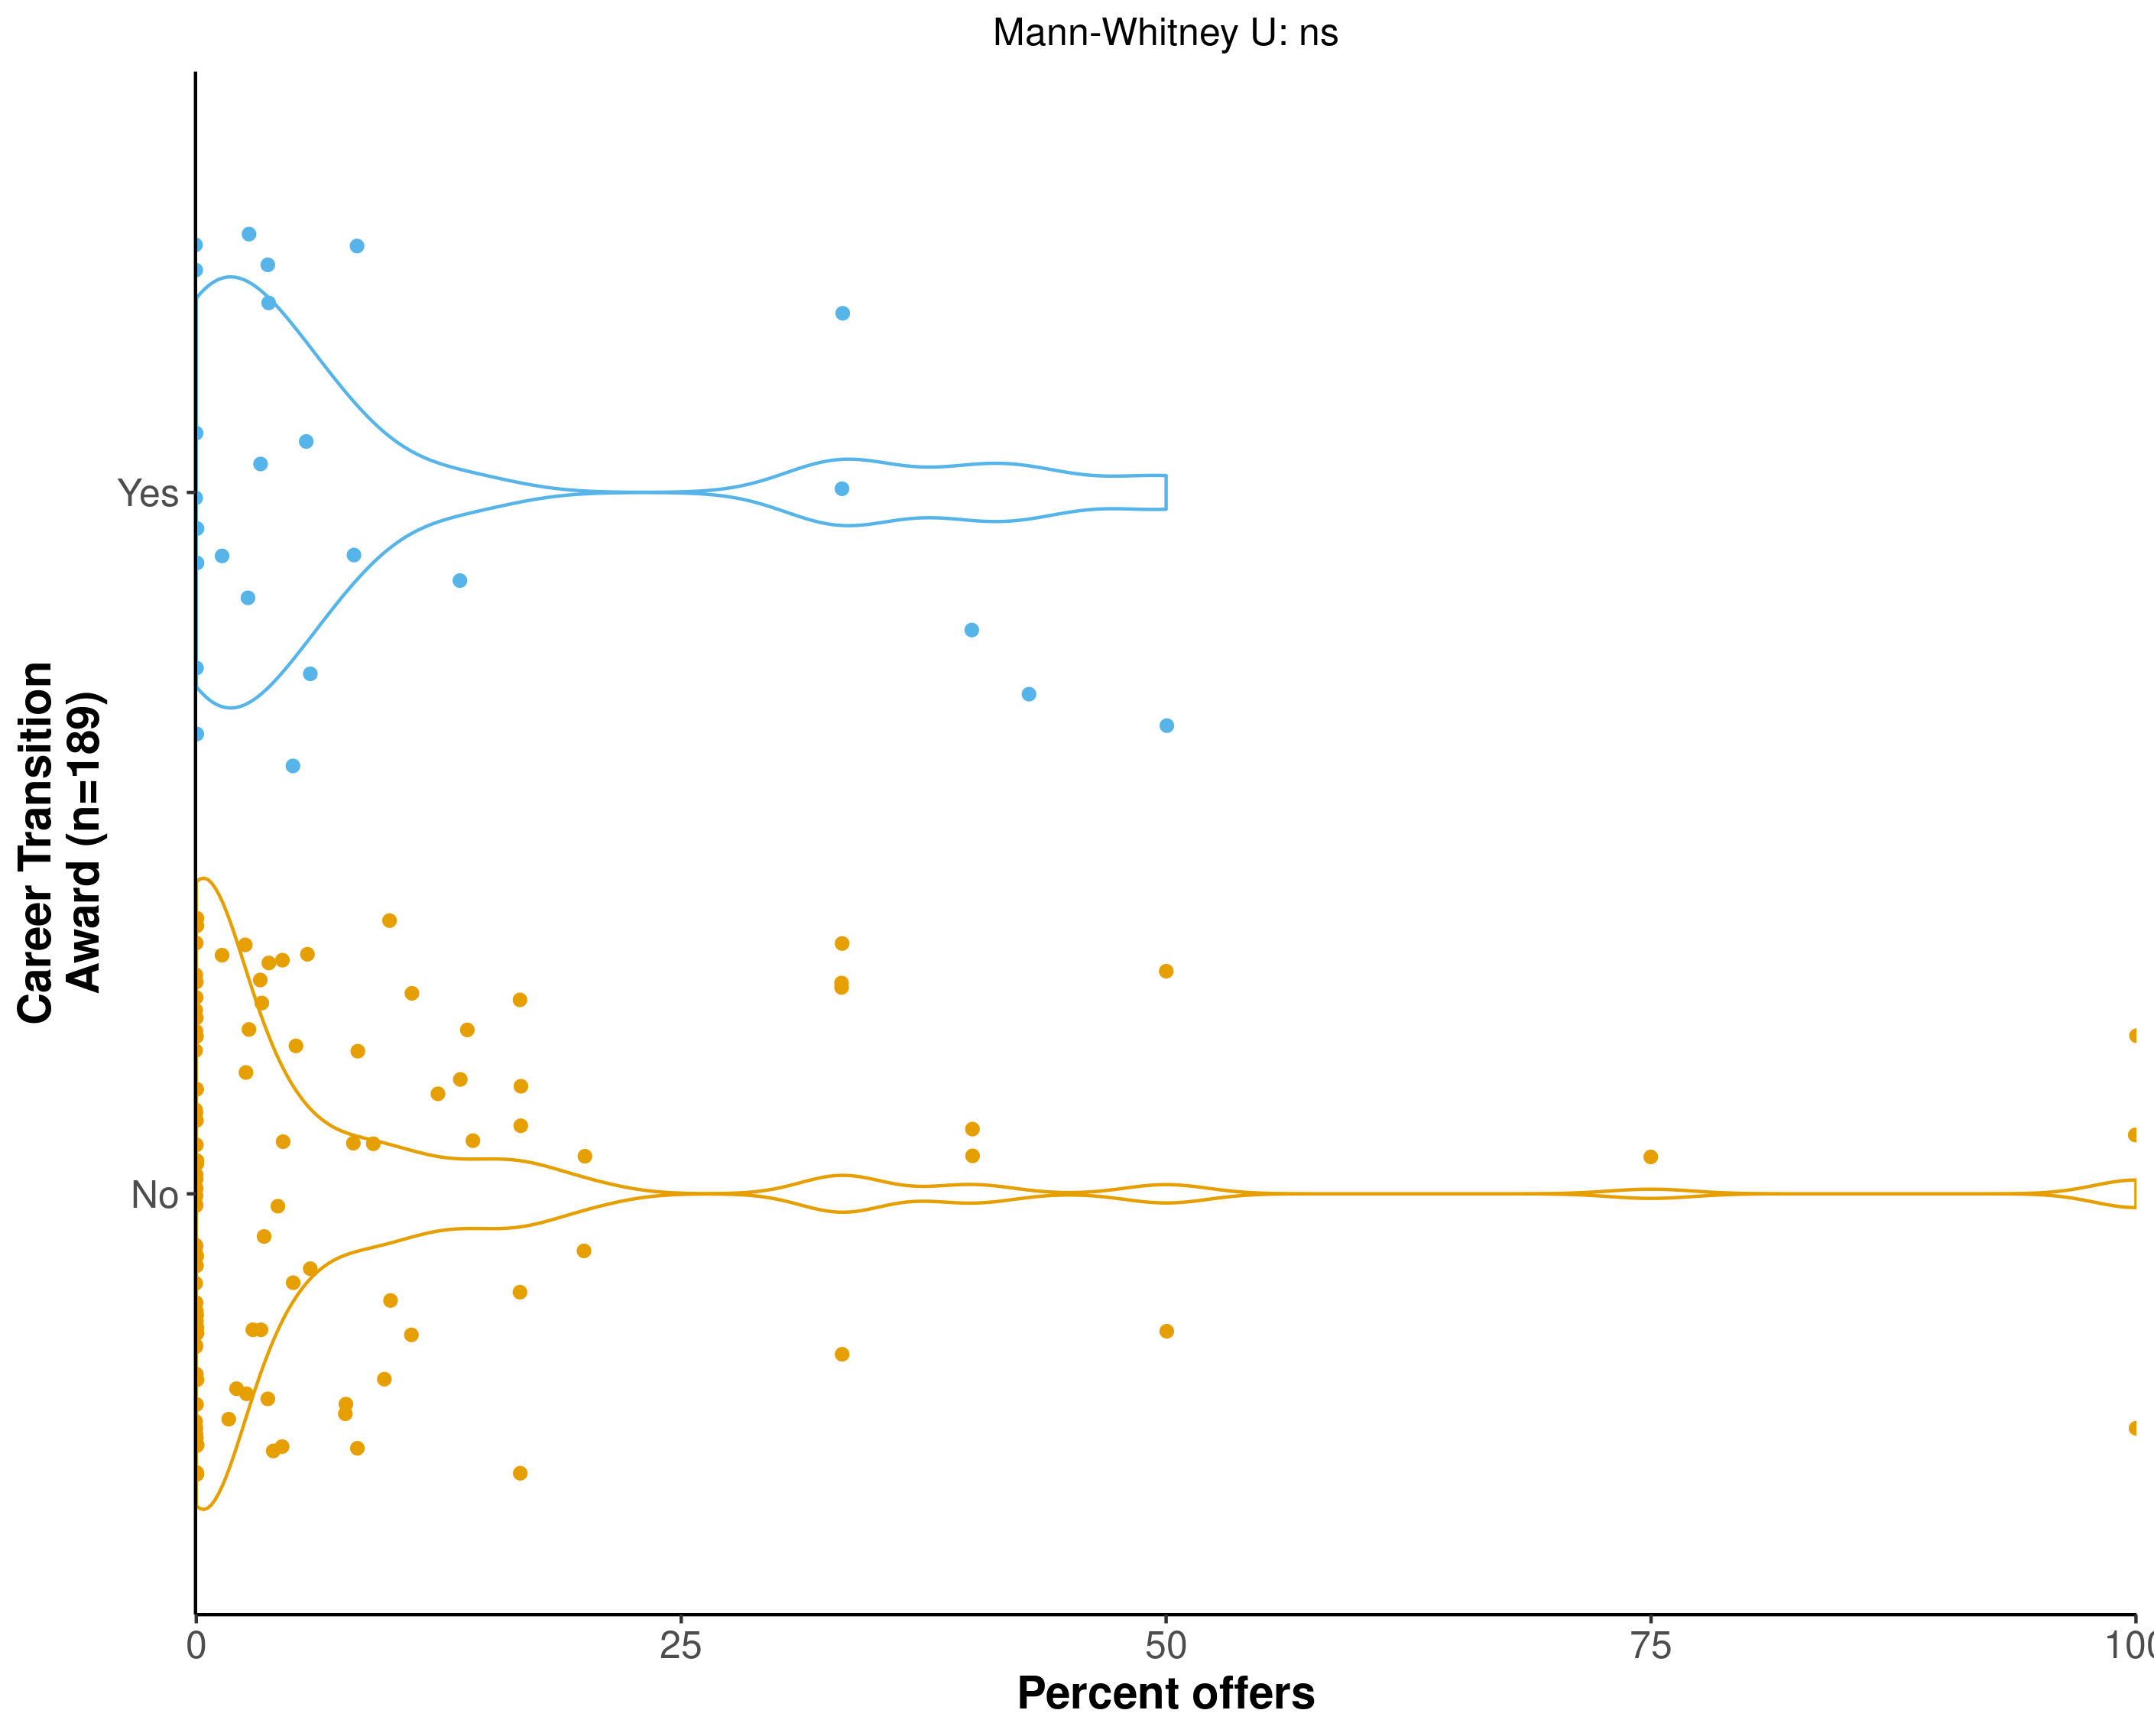 Mann-Whitney U: ns
Career Transition
Award (n=189)
Yes
No
0
25
50
75
100
Percent offers